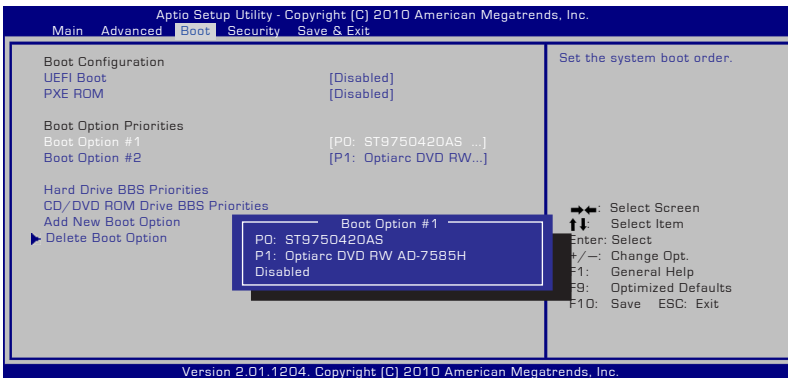 Aptio Setup Utility - Copyright (C) 2010 American Megatrends, Inc.
Main Advanced Boot Security Save & Exit
Boot Configuration
UEFI Boot [Disabled]
PXE ROM [Disabled]
Boot Option Priorities
Boot Option #1 [P0: ST9750420AS ...]
Boot Option #2 [P1: Optiarc DVD RW...]
Hard Drive BBS Priorities
CD/DVD ROM Drive BBS Priorities
Add New Boot Option
Delete Boot Option
Boot Option #1
P0: ST9750420AS
P1: Optiarc DVD RW AD-7585H
Disabled
Set the system boot order.
→←: Select Screen
↑↓: Select Item
Enter: Select
+/—: Change Opt.
F1: General Help
F9: Optimized Defaults
F10: Save ESC: Exit
Version 2.01.1204. Copyright (C) 2010 American Megatrends, Inc.